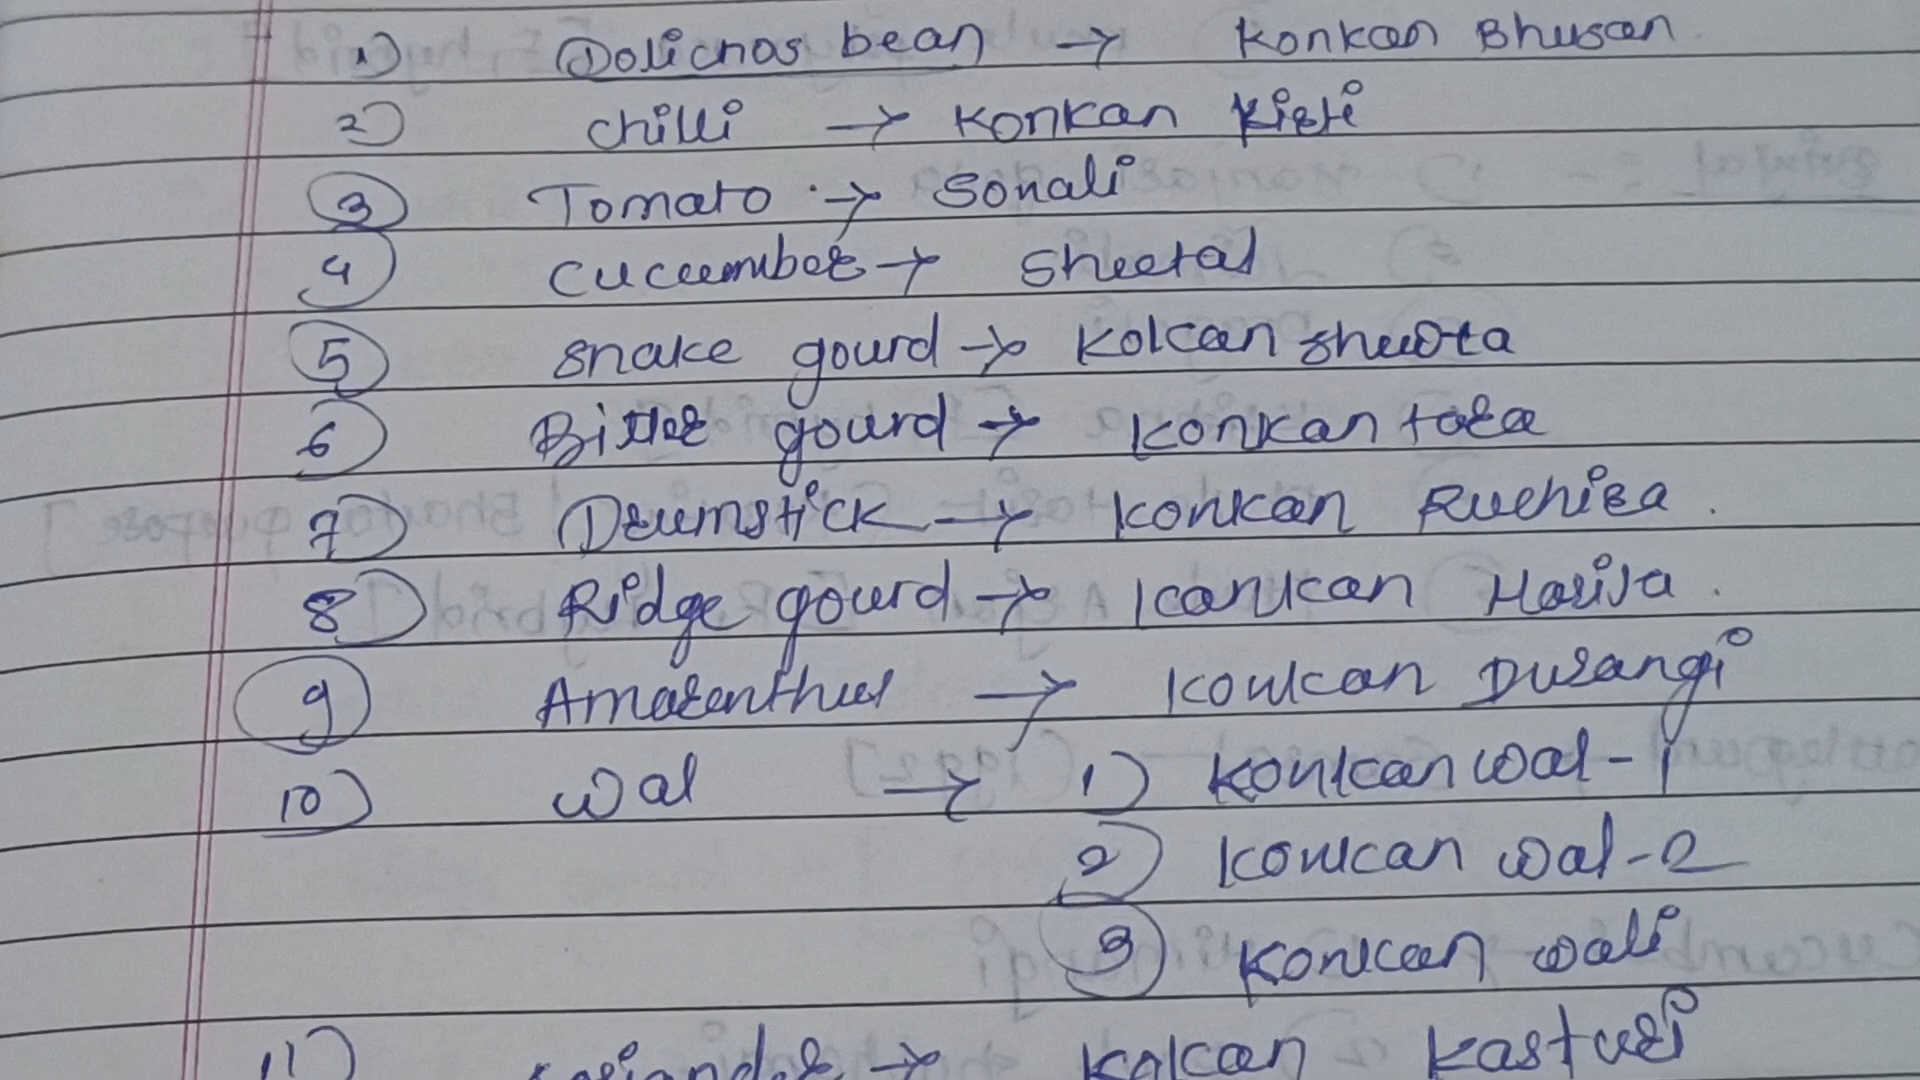 1) Dolicnos bean → Konkan Bhusan
2) chilli → Konkan Kirti
3) Tomato → Sonali
4) cucumber → Sheetal
5) snake gourd → Kokan shweta
6) Bitter gourd → Konkan tara
7) Drumstick → Konkan Ruchira.
8) Ridge gourd → Konkan Harita.
9) Amaranthus → Konkan Durangi
10) wal → 1) Konkan wal-1
2) Konkan wal-2
3) Konkan wali
11) coriander → Kokan Kasturi